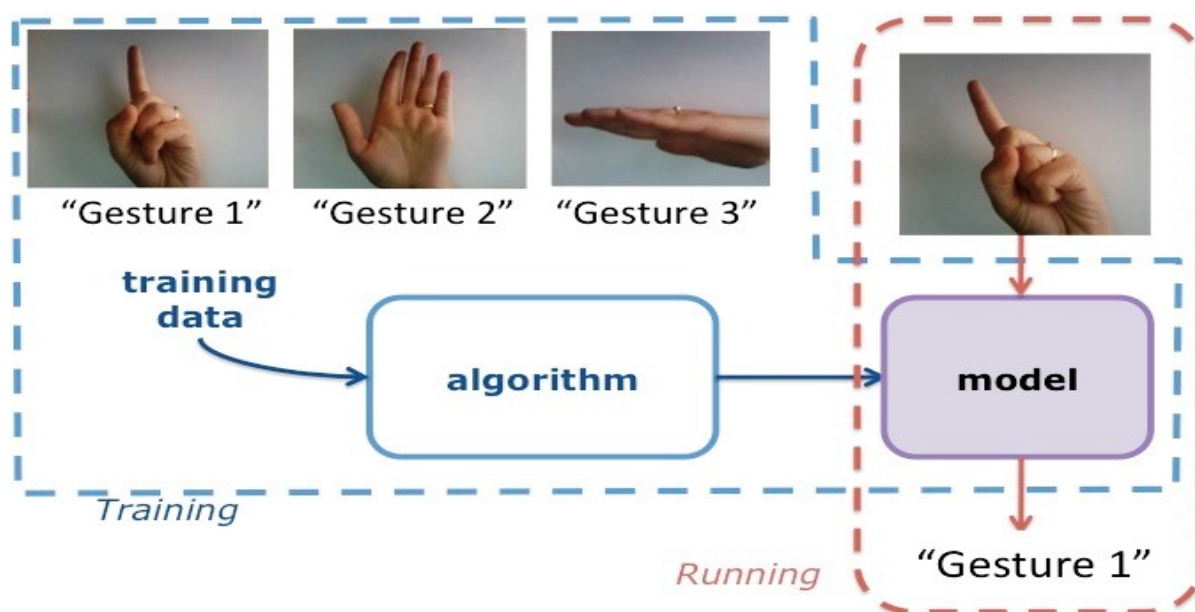 “Gesture 1” “Gesture 2” “Gesture 3”
training
data
algorithm
model
Training
Running
“Gesture 1”